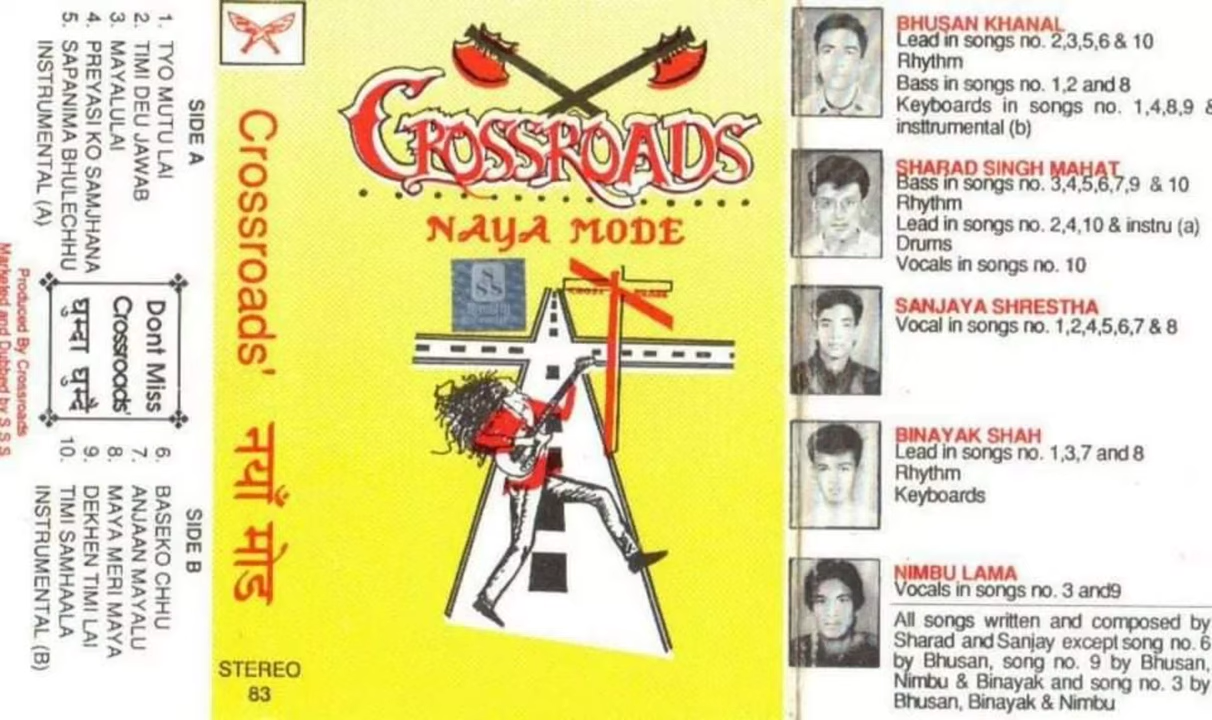 SIDE A
1. TYO MUTU LAI
2. TIMI DEU JAWAB
3. MAYALULAI
4. PREYASI KO SAMJHANA
5. SAPANIMA BHULECHHU
INSTRUMENTAL (A)
Dont Miss
Crossroads'
घुम्दा घुम्दै
SIDE B
6. BASEKO CHHU
7. ANJAAN MAYALU
8. MAYA MERI MAYA
9. DEKHEN TIMI LAI
10. TIMI SAMHAALA
INSTRUMENTAL (B)
Produced By Crossroads
Marketed and Dubbed by S S S
Crossroads' नयाँ मोड
STEREO
83
CROSSROADS
NAYA MODE
BHUSAN KHANAL
Lead in songs no. 2,3,5,6 & 10
Rhythm
Bass in songs no. 1,2 and 8
Keyboards in songs no. 1,4,8,9 &
insttrumental (b)
SHARAD SINGH MAHAT
Bass in songs no. 3,4,5,6,7,9 & 10
Rhythm
Lead in songs no. 2,4,10 & instru (a)
Drums
Vocals in songs no. 10
SANJAYA SHRESTHA
Vocal in songs no. 1,2,4,5,6,7 & 8
BINAYAK SHAH
Lead in songs no. 1,3,7 and 8
Rhythm
Keyboards
NIMBU LAMA
Vocals in songs no. 3 and9
All songs written and composed by
Sharad and Sanjay except song no. 6
by Bhusan, song no. 9 by Bhusan,
Nimbu & Binayak and song no. 3 by
Bhusan, Binayak & Nimbu